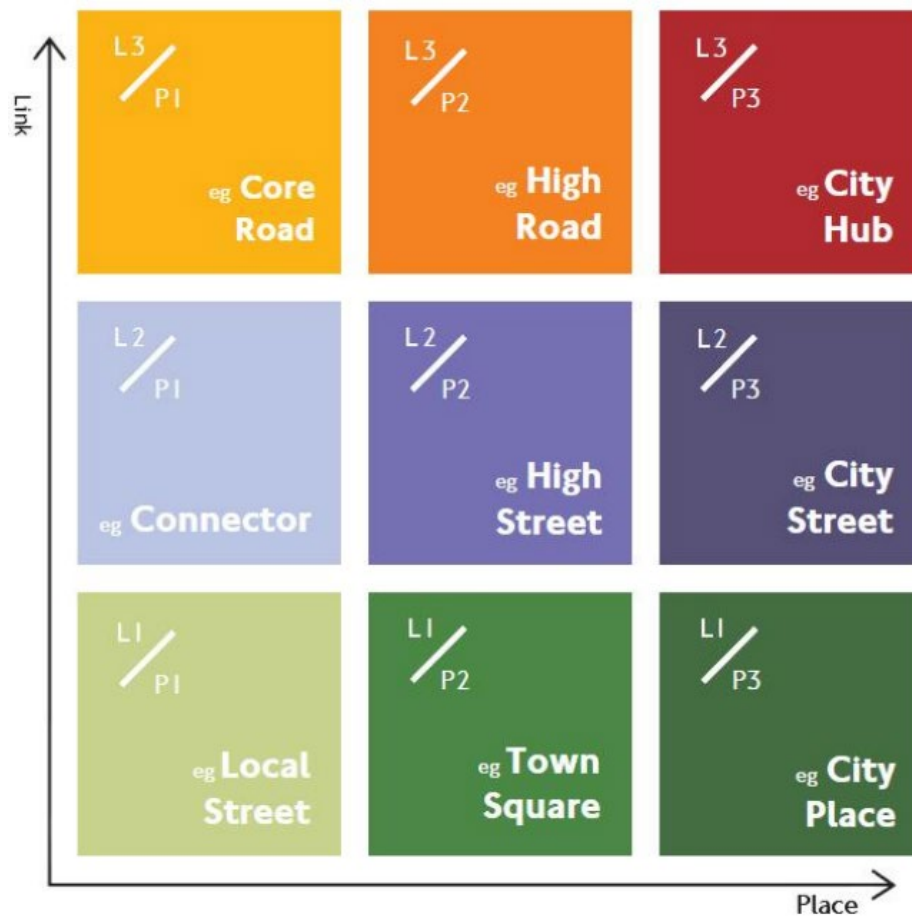 Link
L3
P1
eg Core
Road
L3
P2
eg High
Road
L3
P3
eg City
Hub
L2
P1
eg Connector
L2
P2
eg High
Street
L2
P3
eg City
Street
L1
P1
eg Local
Street
L1
P2
eg Town
Square
L1
P3
eg City
Place
Place